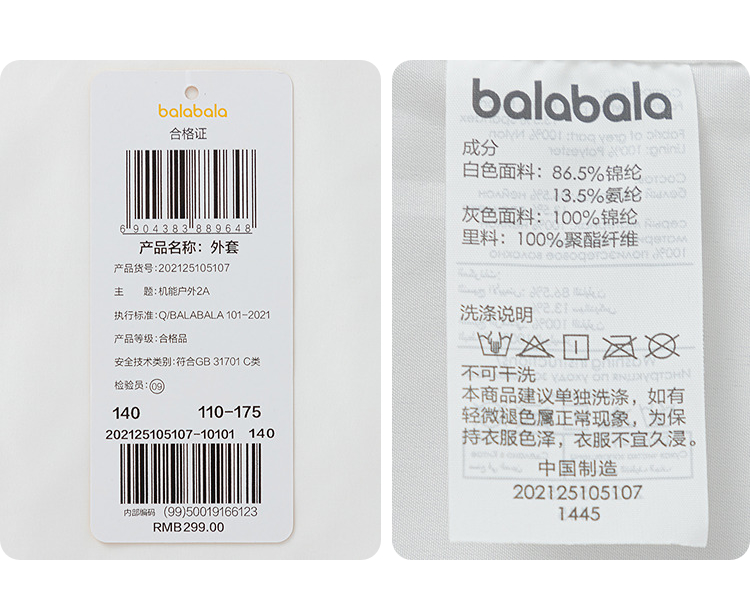 balabala
合格证
6904383889648
产品名称：外套
产品货号:202125105107
主 题:机能户外2A
执行标准:Q/BALABALA 101-2021
产品等级:合格品
安全技术类别:符合GB 31701 C类
检验员:09
140 110-175
202125105107-10101 140
内部编码 (99)50019166123
RMB299.00
balabala
成分
白色面料：86.5%锦纶
13.5%氨纶
灰色面料：100%锦纶
里料：100%聚酯纤维
洗涤说明
不可干洗
本商品建议单独洗涤，如有
轻微褪色属正常现象，为保
持衣服色泽，衣服不宜久浸。
中国制造
202125105107
1445